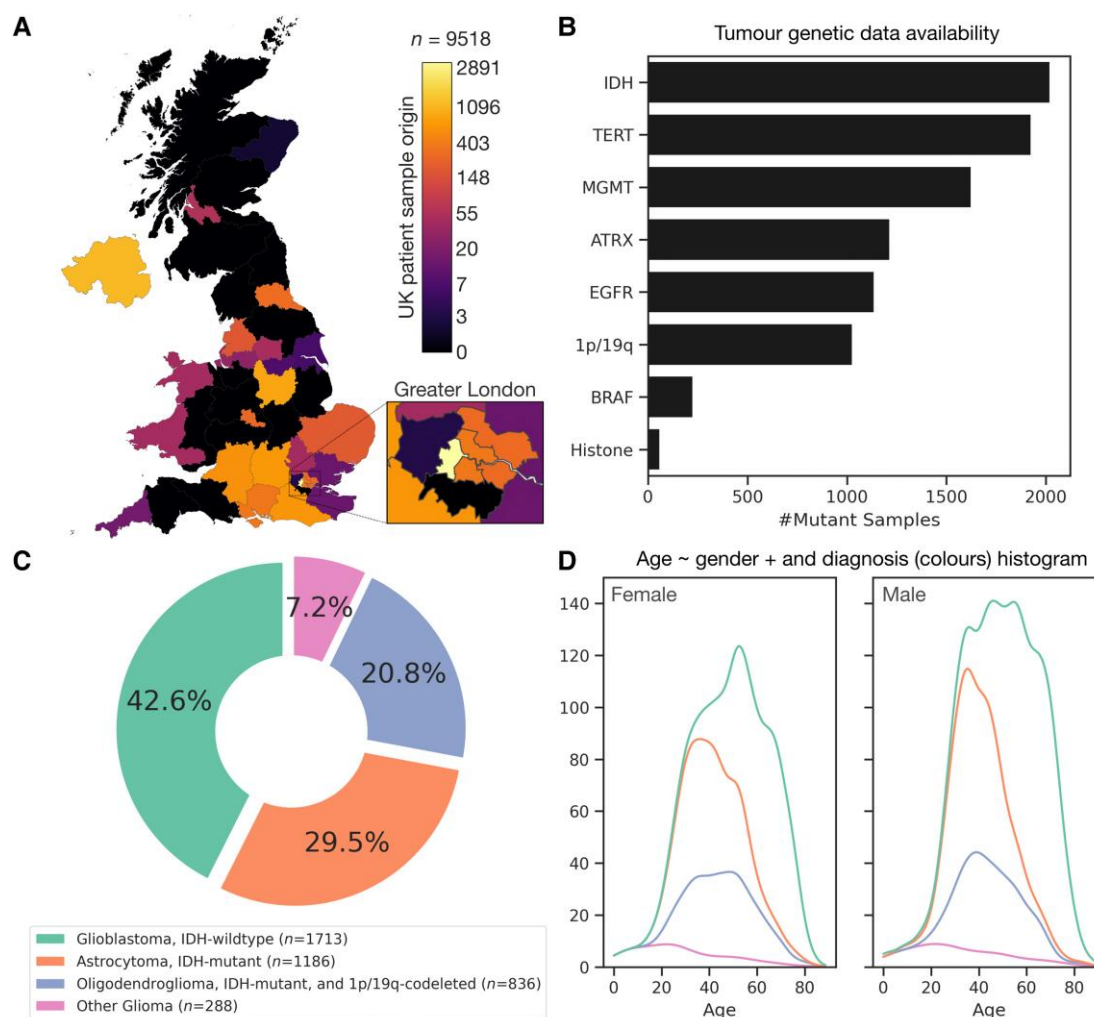 A
n = 9518
UK patient sample origin
2891
1096
403
148
55
20
7
3
0
Greater London
B
Tumour genetic data availability
IDH
TERT
MGMT
ATRX
EGFR
1p/19q
BRAF
Histone
0 500 1000 1500 2000
#Mutant Samples
C
7.2%
20.8%
42.6%
29.5%
Glioblastoma, IDH-wildtype (n=1713)
Astrocytoma, IDH-mutant (n=1186)
Oligodendroglioma, IDH-mutant, and 1p/19q-codeleted (n=836)
Other Glioma (n=288)
D
Age ~ gender + and diagnosis (colours) histogram
Female
Male
140
120
100
80
60
40
20
0
0 20 40 60 80
0 20 40 60 80
Age
Age